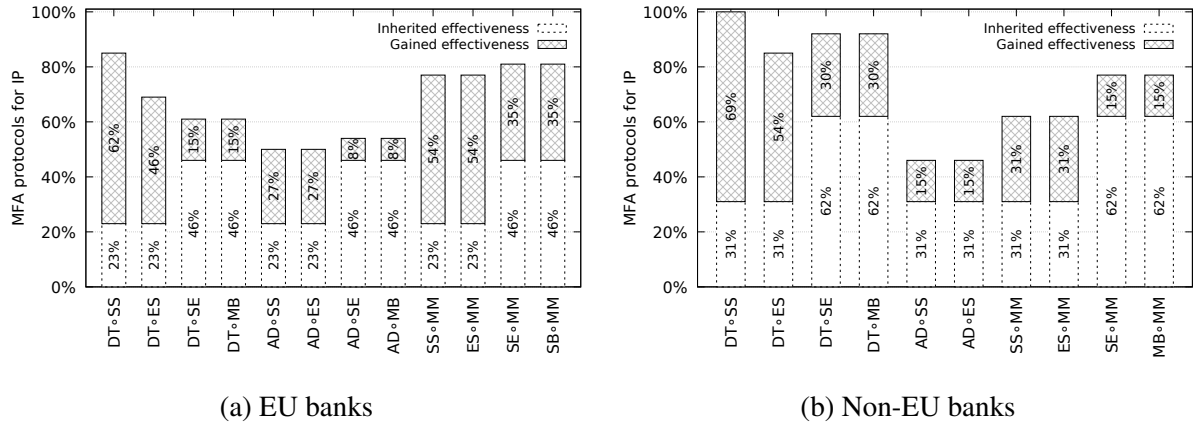 100%
80%
60%
40%
20%
0%
MFA protocols for IP
Inherited effectiveness
Gained effectiveness
62%
46%
15%
15%
27%
27%
8%
8%
54%
54%
35%
35%
23%
23%
46%
46%
23%
23%
46%
46%
23%
23%
46%
46%
DT∘SS
DT∘ES
DT∘SE
DT∘MB
AD∘SS
AD∘ES
AD∘SE
AD∘MB
SS∘MM
ES∘MM
SE∘MM
SB∘MM
(a) EU banks
100%
80%
60%
40%
20%
0%
MFA protocols for IP
Inherited effectiveness
Gained effectiveness
69%
54%
30%
30%
15%
15%
31%
31%
15%
15%
31%
31%
62%
62%
31%
31%
31%
31%
62%
62%
DT∘SS
DT∘ES
DT∘SE
DT∘MB
AD∘SS
AD∘ES
SS∘MM
ES∘MM
SE∘MM
MB∘MM
(b) Non-EU banks